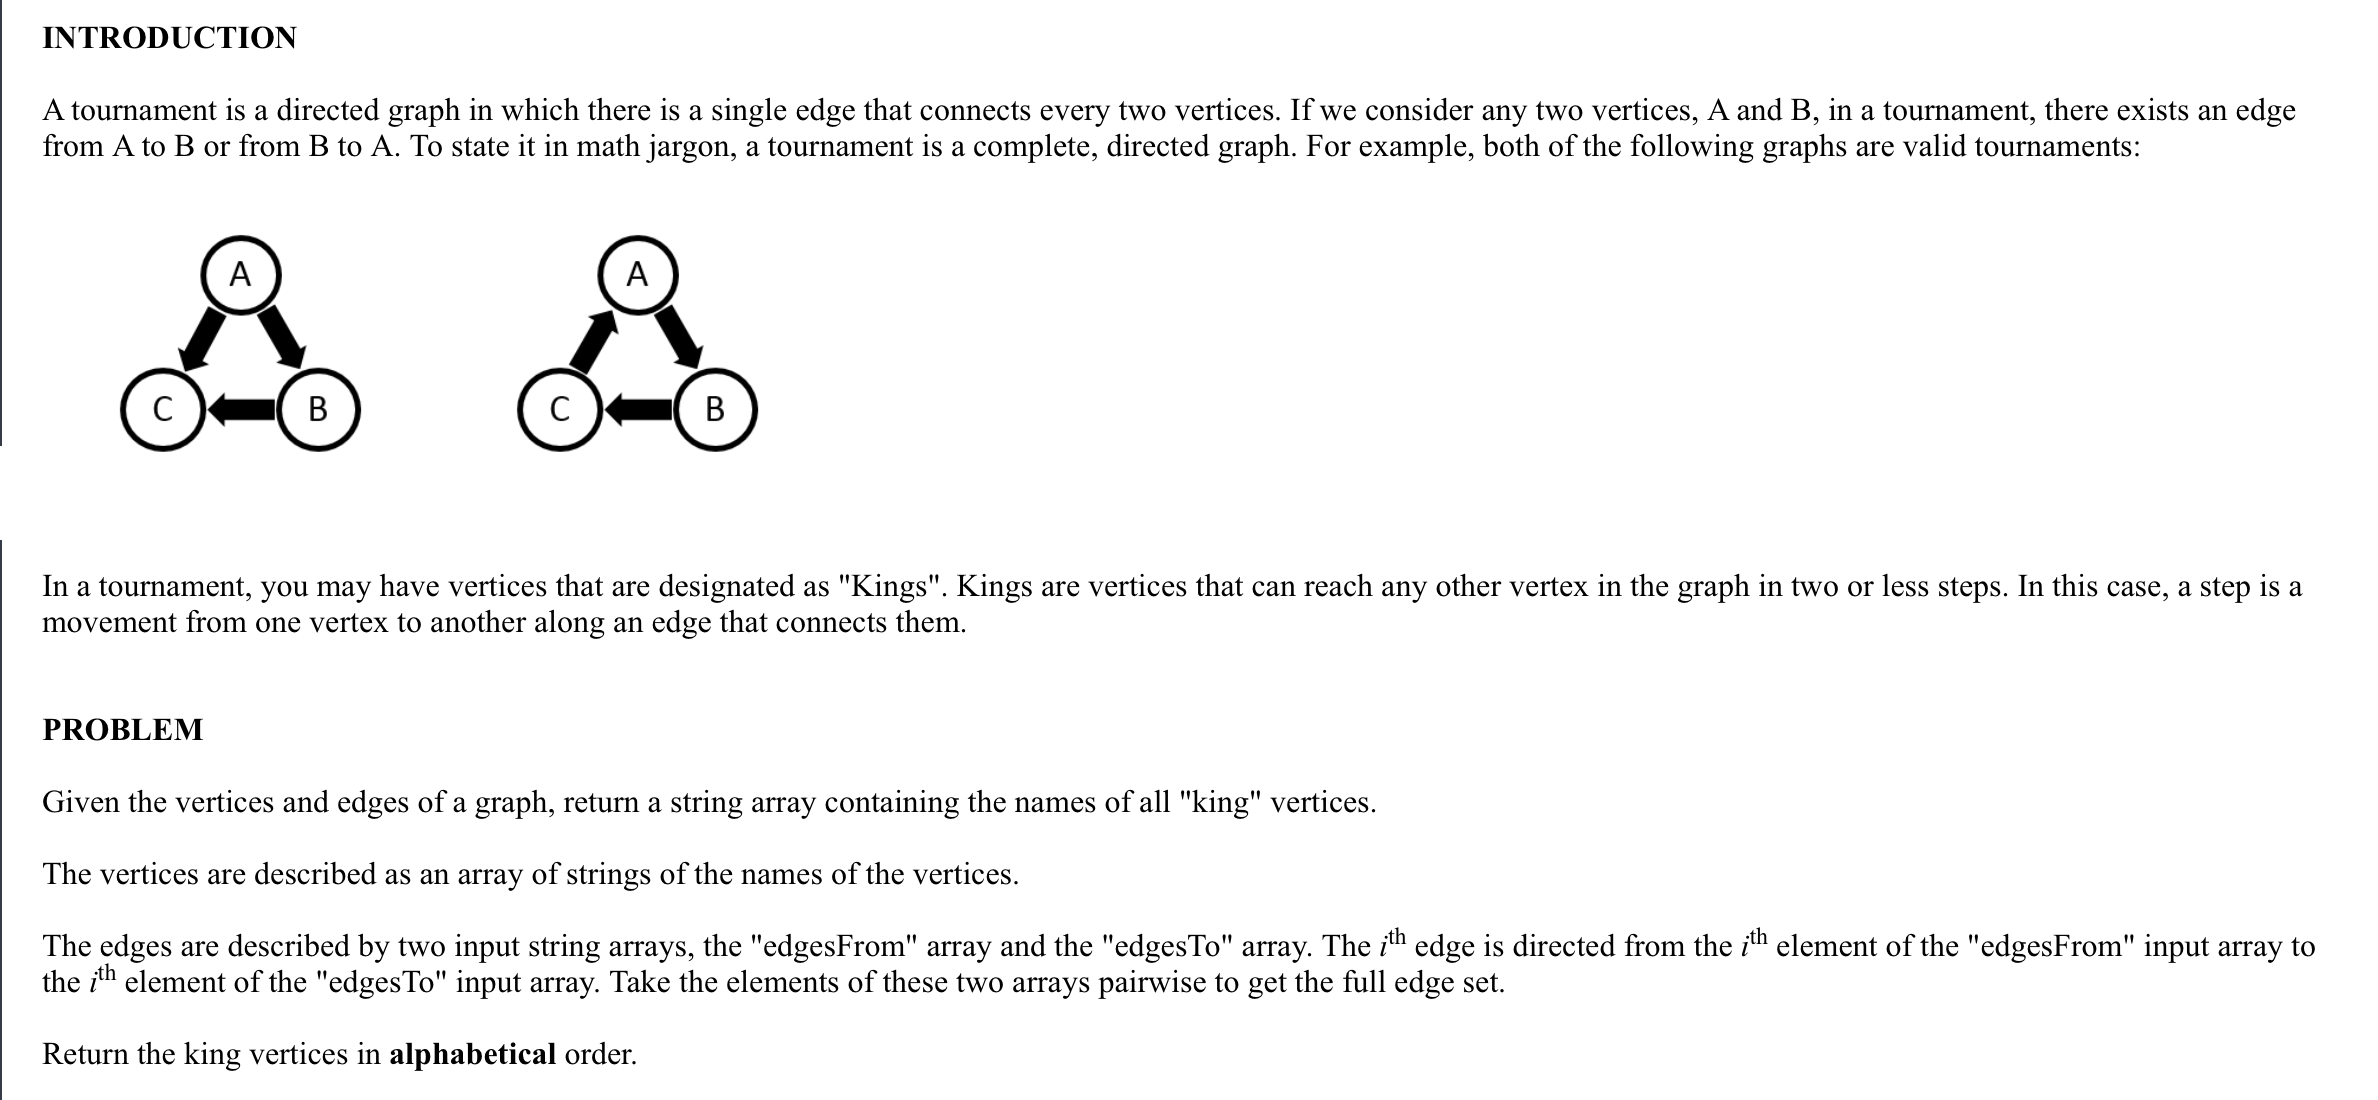 INTRODUCTION
A tournament is a directed graph in which there is a single edge that connects every two vertices. If we consider any two vertices, A and B, in a tournament, there exists an edge
from A to B or from B to A. To state it in math jargon, a tournament is a complete, directed graph. For example, both of the following graphs are valid tournaments:
A A
C B C B
In a tournament, you may have vertices that are designated as "Kings". Kings are vertices that can reach any other vertex in the graph in two or less steps. In this case, a step is a
movement from one vertex to another along an edge that connects them.
PROBLEM
Given the vertices and edges of a graph, return a string array containing the names of all "king" vertices.
The vertices are described as an array of strings of the names of the vertices.
The edges are described by two input string arrays, the "edgesFrom" array and the "edgesTo" array. The ith edge is directed from the ith element of the "edgesFrom" input array to
the ith element of the "edgesTo" input array. Take the elements of these two arrays pairwise to get the full edge set.
Return the king vertices in alphabetical order.